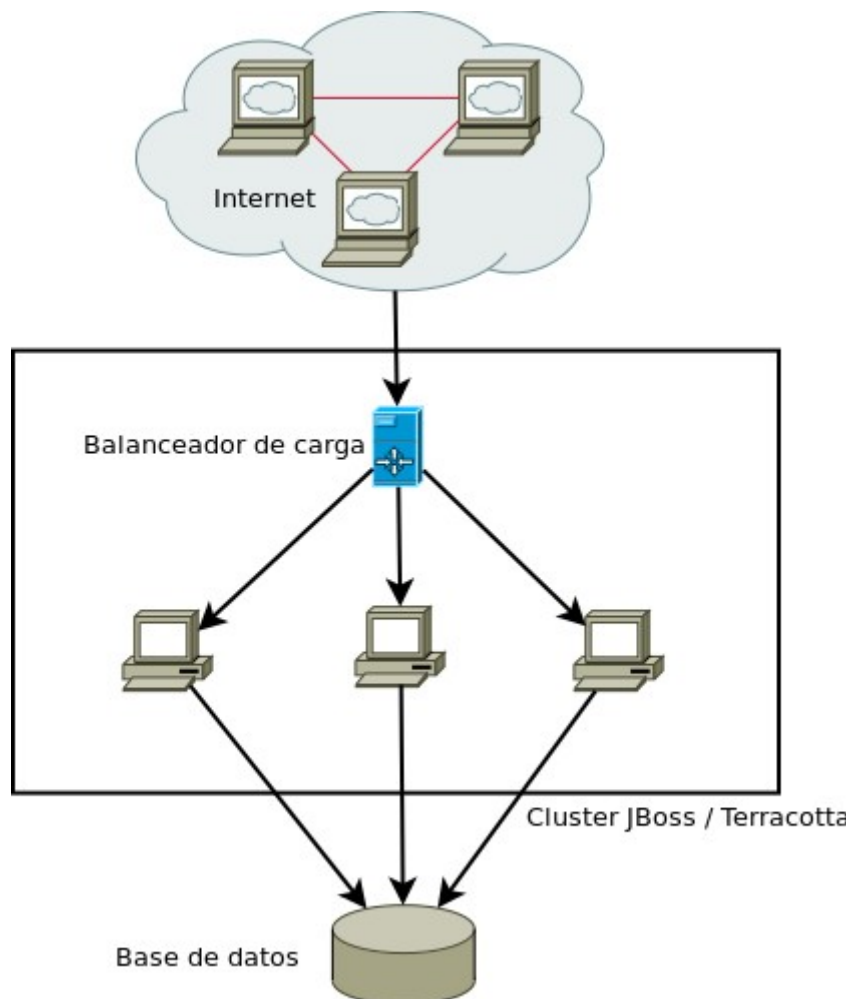 Internet
Balanceador de carga
Cluster JBoss / Terracotta
Base de datos